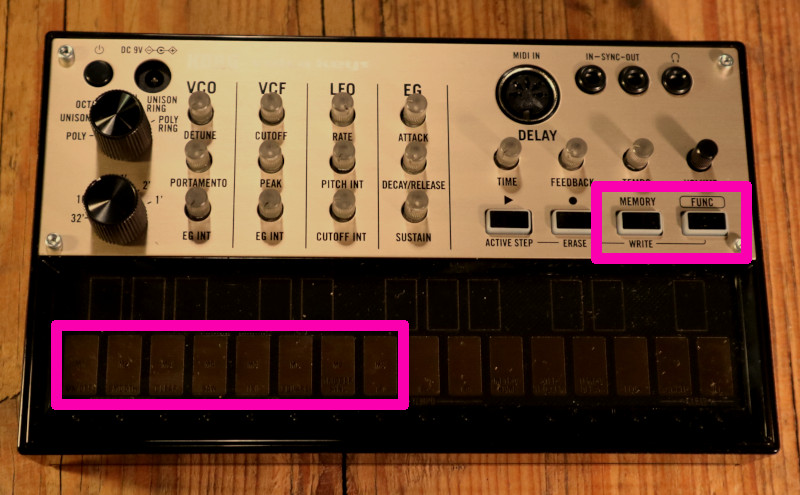 DC 9V
MIDI IN
IN-SYNC-OUT
OCT
UNISON
POLY
UNISON RING
POLY RING
VCO
VCF
LFO
EG
DELAY
DETUNE
CUTOFF
RATE
ATTACK
PORTAMENTO
PEAK
PITCH INT
DECAY/RELEASE
TIME
FEEDBACK
32'
2'
1'
EG INT
EG INT
CUTOFF INT
SUSTAIN
MEMORY
FUNC
ACTIVE STEP
ERASE
WRITE